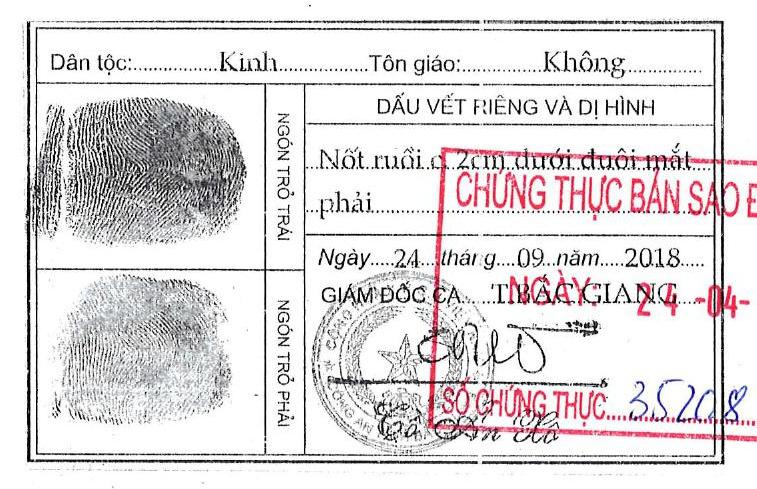 Dân tộc: Kinh Tôn giáo: Không
DẤU VẾT RIÊNG VÀ DỊ HÌNH
Nốt ruồi c 2cm dưới đuôi mắt
phải
NGÓN TRỎ TRÁI
NGÓN TRỎ PHẢI
Ngày 24 tháng 09 năm 2018
GIÁM ĐỐC CA T.BẮC GIANG
CHỨNG THỰC BẢN SAO Đ
NGÀY: 24 -04-
SỐ CHỨNG THỰC